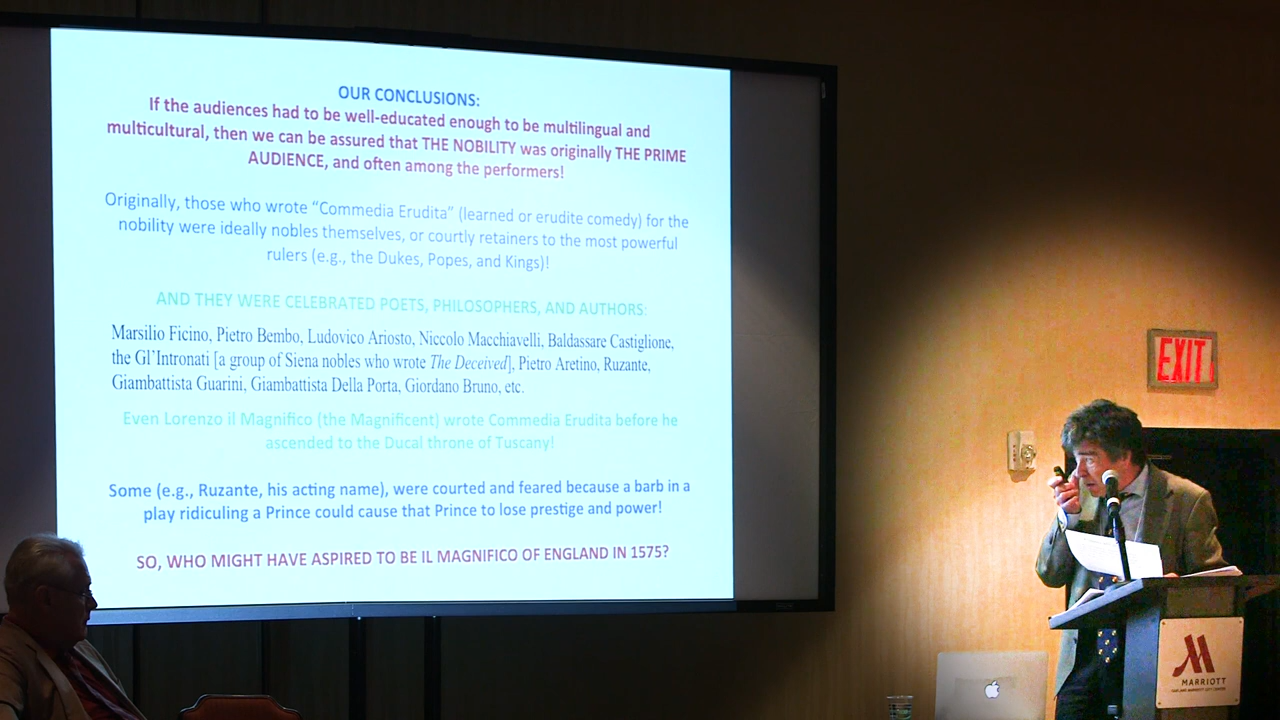 OUR CONCLUSIONS:
If the audiences had to be well-educated enough to be multilingual and
multicultural, then we can be assured that THE NOBILITY was originally THE PRIME
AUDIENCE, and often among the performers!
Originally, those who wrote “Commedia Erudita” (learned or erudite comedy) for the
nobility were ideally nobles themselves, or courtly retainers to the most powerful
rulers (e.g., the Dukes, Popes, and Kings)!
AND THEY WERE CELEBRATED POETS, PHILOSOPHERS, AND AUTHORS:
Marsilio Ficino, Pietro Bembo, Ludovico Ariosto, Niccolo Macchiavelli, Baldassare Castiglione,
the Gl’Intronati [a group of Siena nobles who wrote The Deceived], Pietro Aretino, Ruzante,
Giambattista Guarini, Giambattista Della Porta, Giordano Bruno, etc.
Even Lorenzo il Magnifico (the Magnificent) wrote Commedia Erudita before he
ascended to the Ducal throne of Tuscany!
Some (e.g., Ruzante, his acting name), were courted and feared because a barb in a
play ridiculing a Prince could cause that Prince to lose prestige and power!
SO, WHO MIGHT HAVE ASPIRED TO BE IL MAGNIFICO OF ENGLAND IN 1575?
EXIT
MARRIOTT